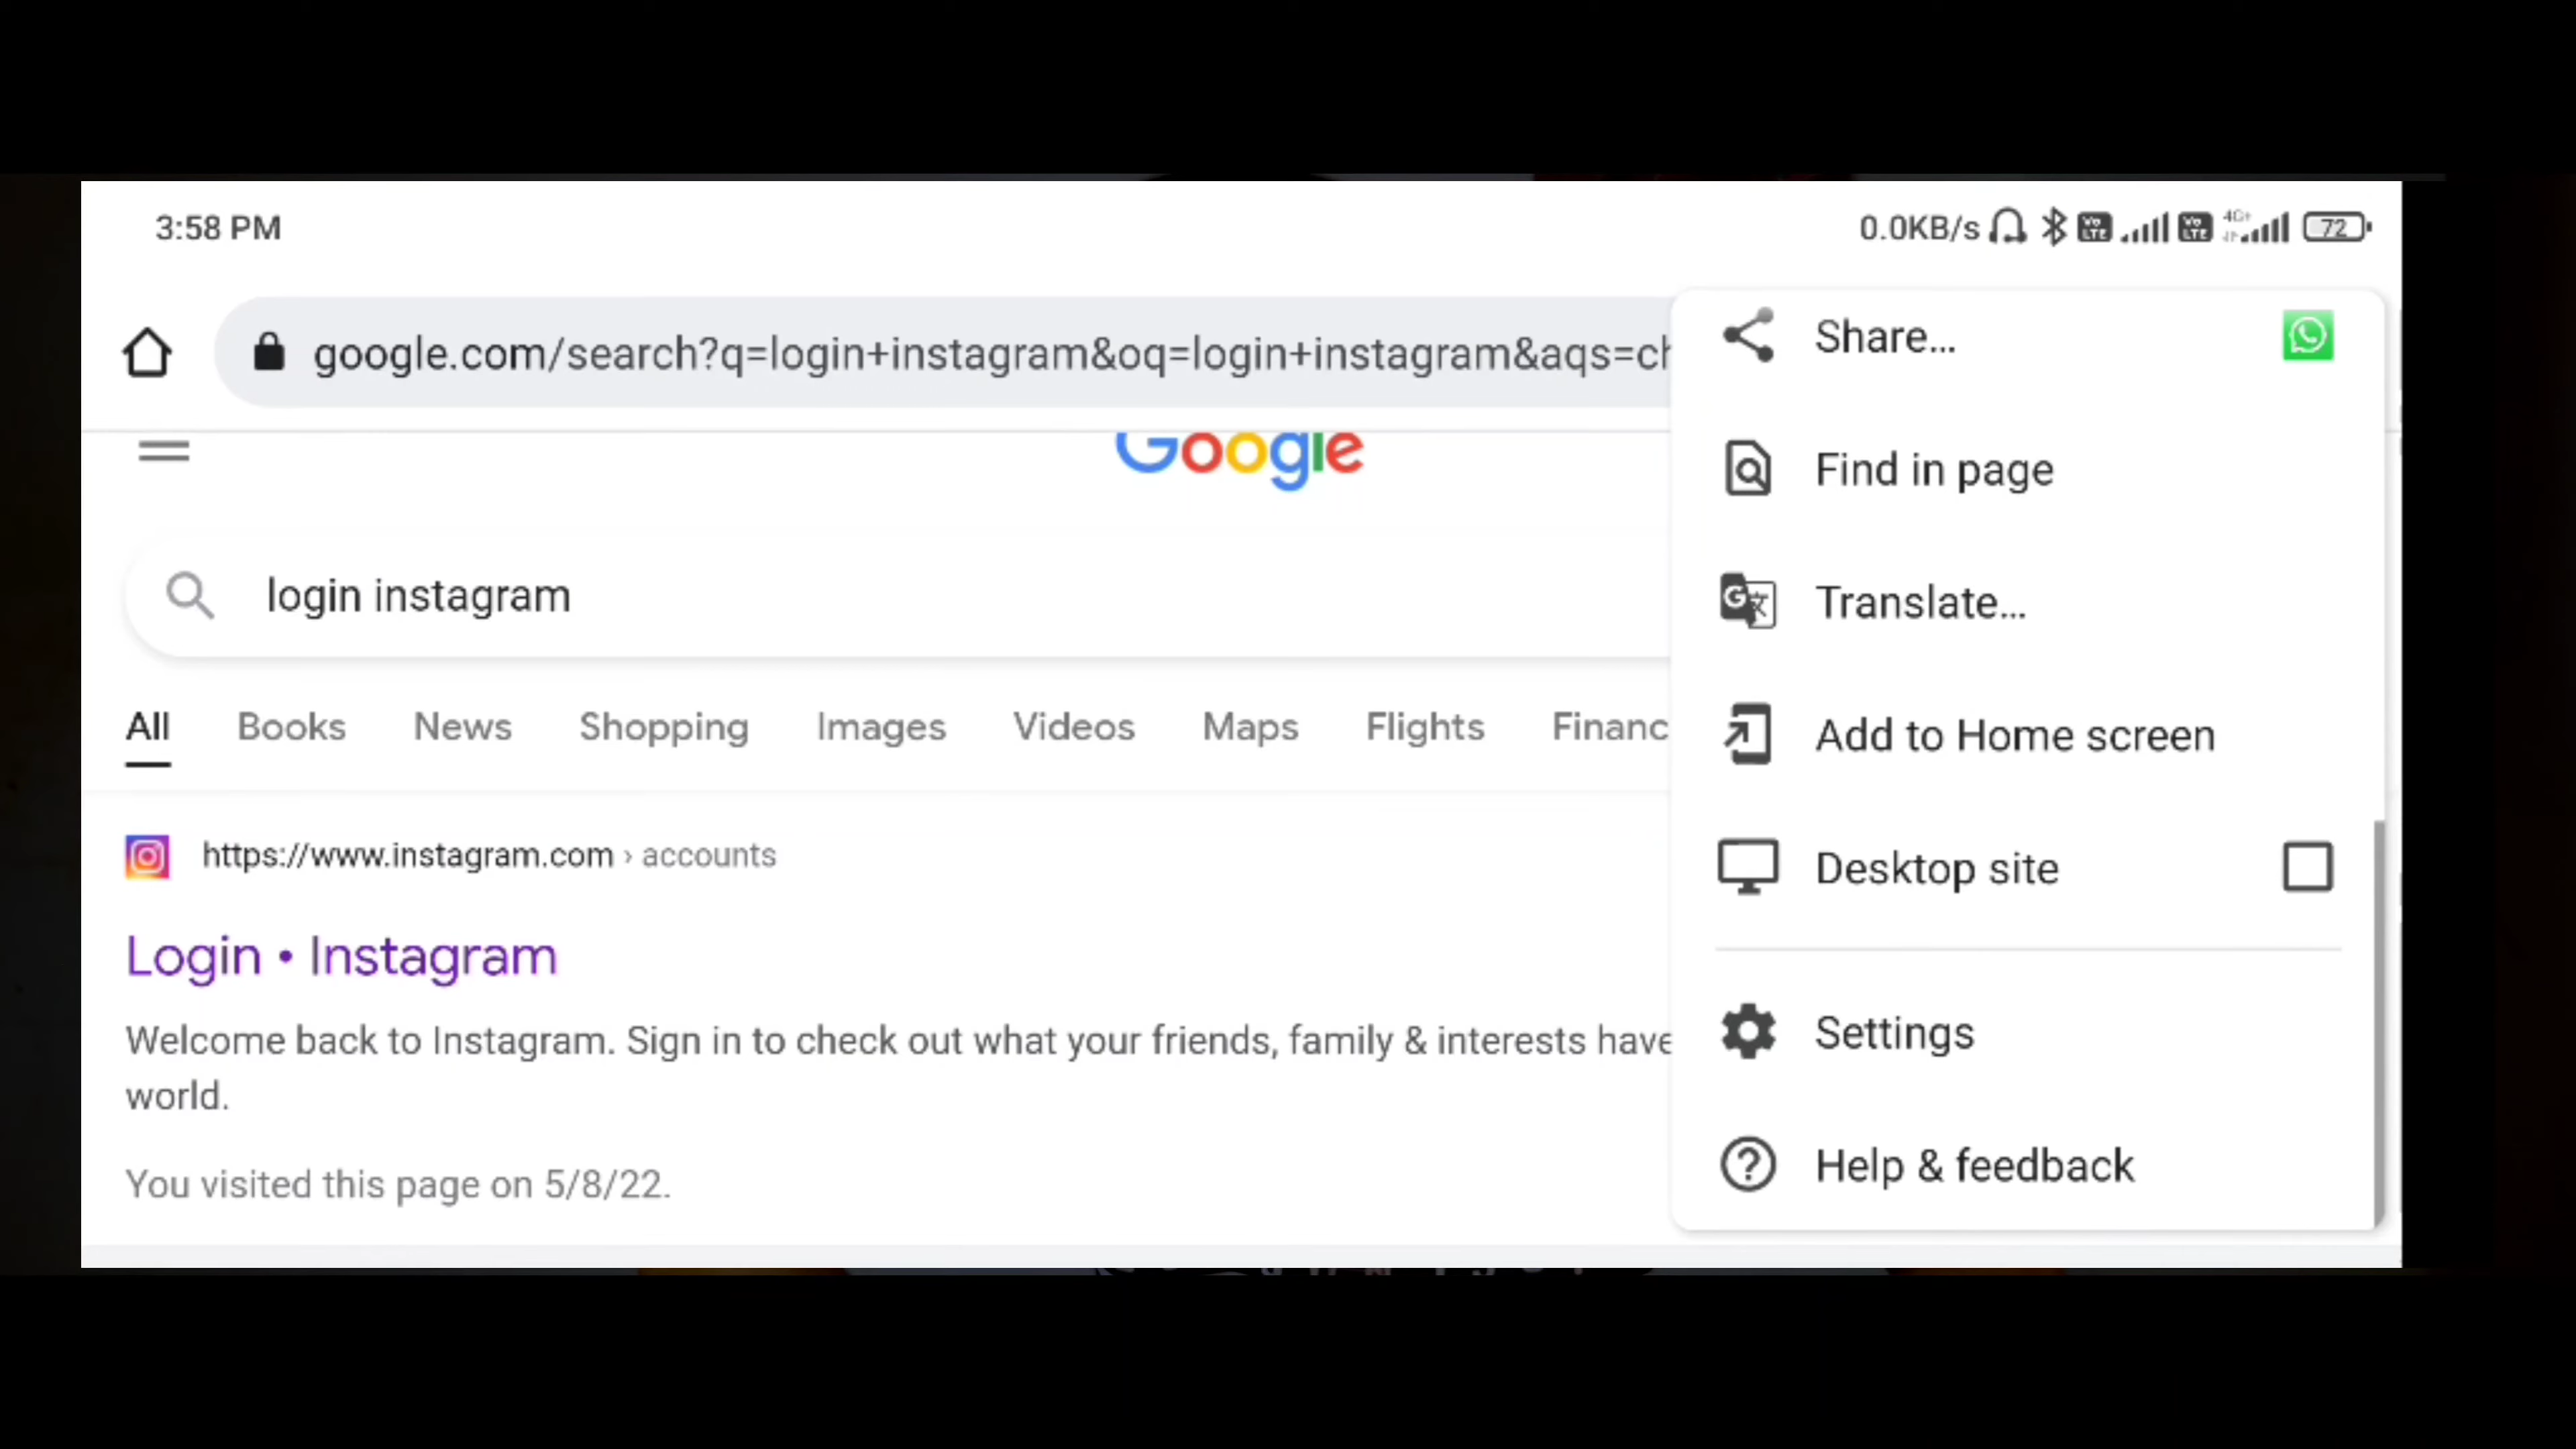 3:58 PM
0.0KB/s
4G+
72
google.com/search?q=login+instagram&oq=login+instagram&aqs=ch
Google
login instagram
All Books News Shopping Images Videos Maps Flights Financ
https://www.instagram.com › accounts
Login • Instagram
Welcome back to Instagram. Sign in to check out what your friends, family & interests have
world.
You visited this page on 5/8/22.
Share...
Find in page
Translate...
Add to Home screen
Desktop site
Settings
Help & feedback